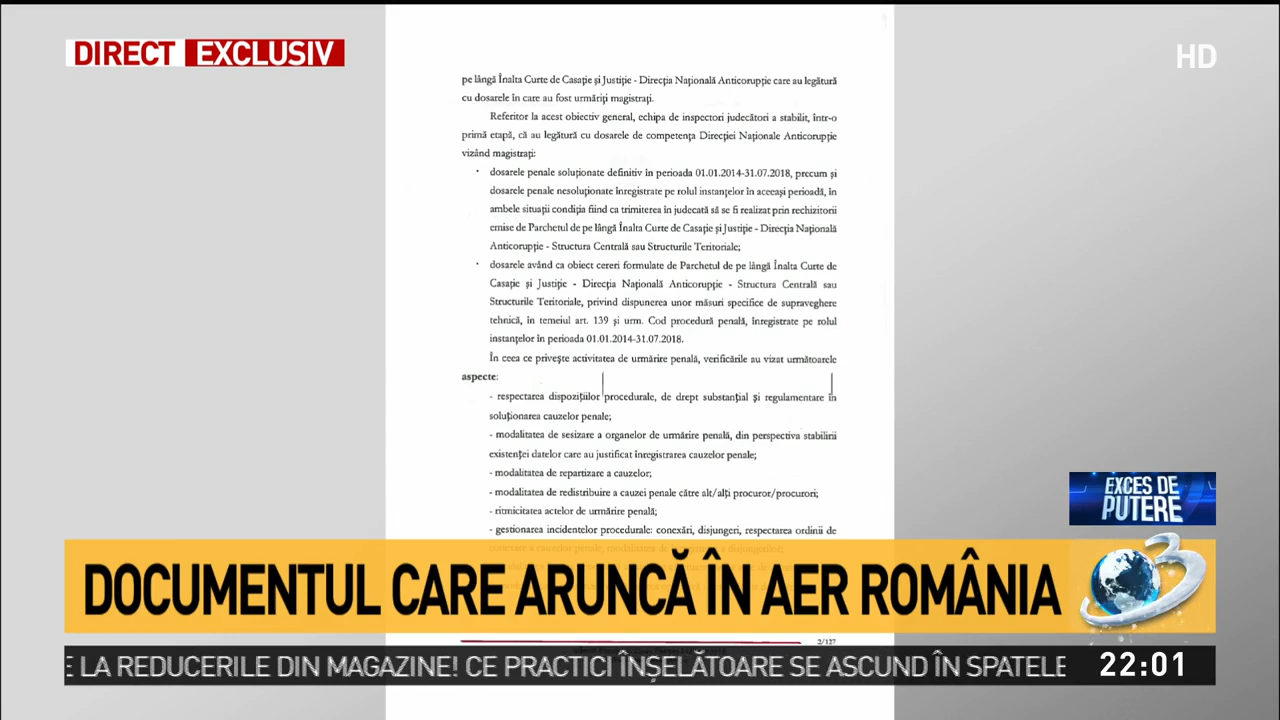 DIRECT EXCLUSIV
HD
pe lângă Înalta Curte de Casație și Justiție - Direcția Națională Anticorupție care au legătură
cu dosarele în care au fost urmăriți magistrați.
Referitor la acest obiectiv general, echipa de inspectori judecători a stabilit, într-o
primă etapă, că au legătură cu dosarele de competența Direcției Naționale Anticorupție
vizând magistrați:
• dosarele penale soluționate definitiv în perioada 01.01.2014-31.07.2018, precum și
dosarele penale nesoluționate înregistrate pe rolul instanțelor în aceeași perioadă, în
ambele situații condiția fiind ca trimiterea în judecată să se fi realizat prin rechizitorii
emise de Parchetul de pe lângă Înalta Curte de Casație și Justiție - Direcția Națională
Anticorupție - Structura Centrală sau Structurile Teritoriale;
• dosarele având ca obiect cereri formulate de Parchetul de pe lângă Înalta Curte de
Casație și Justiție - Direcția Națională Anticorupție - Structura Centrală sau
Structurile Teritoriale, privind dispunerea unor măsuri specifice de supraveghere
tehnică, în temeiul art. 139 și urm. Cod procedură penală, înregistrate pe rolul
instanțelor în perioada 01.01.2014-31.07.2018.
În ceea ce privește activitatea de urmărire penală, verificările au vizat următoarele
aspecte:
- respectarea dispozițiilor procedurale, de drept substanțial și regulamentare în
soluționarea cauzelor penale;
- modalitatea de sesizare a organelor de urmărire penală, din perspectiva stabilirii
existenței datelor care au justificat înregistrarea cauzelor penale;
- modalitatea de repartizare a cauzelor;
- modalitatea de redistribuire a cauzei penale către alt/alți procuror/procurori;
- ritmicitatea actelor de urmărire penală;
- gestionarea incidentelor procedurale: conexări, disjungeri, respectarea ordinii de
EXCES DE
PUTERE
DOCUMENTUL CARE ARUNCĂ ÎN AER ROMÂNIA
3
2/127
LA REDUCERILE DIN MAGAZINE! CE PRACTICI ÎNȘELĂTOARE SE ASCUND ÎN SPATELE
22:01